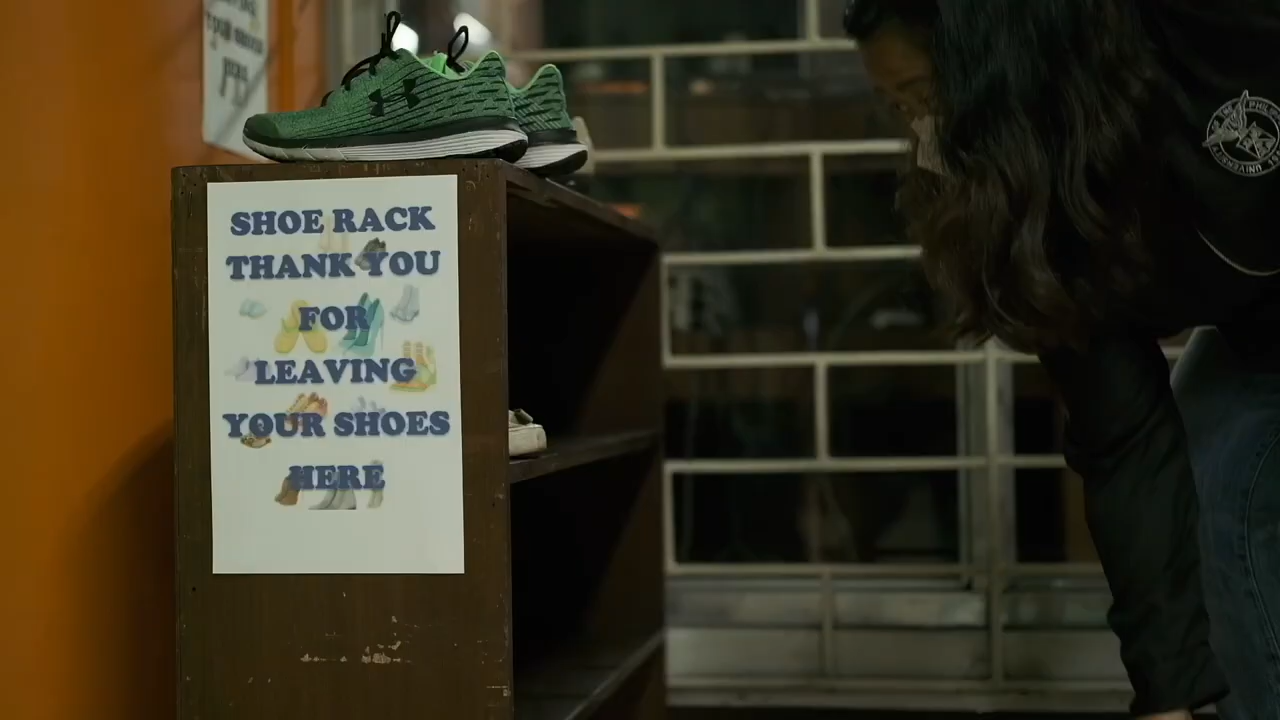 SHOE RACK
THANK YOU
FOR
LEAVING
YOUR SHOES
HERE